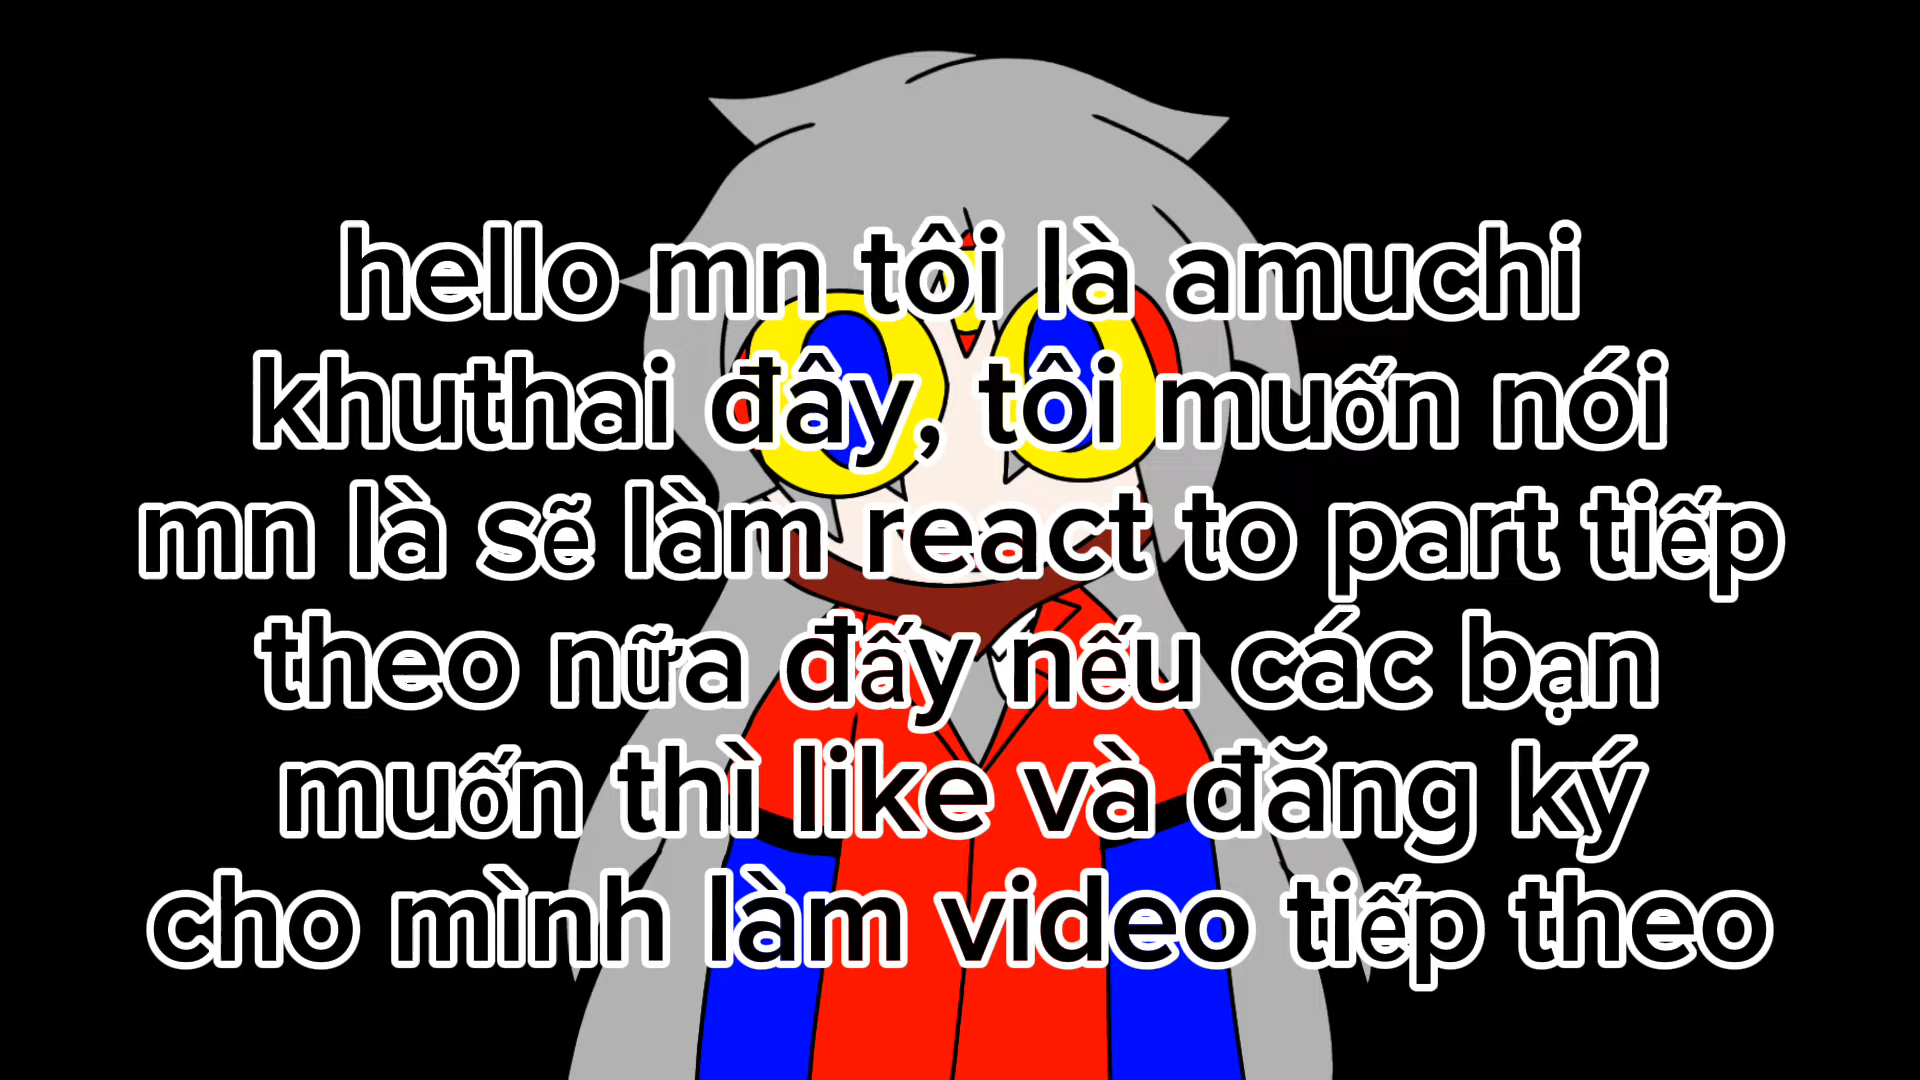 hello mn tôi là amuchi
khuthai đây, tôi muốn nói
mn là sẽ làm react to part tiếp
theo nữa đấy nếu các bạn
muốn thì like và đăng ký
cho mình làm video tiếp theo